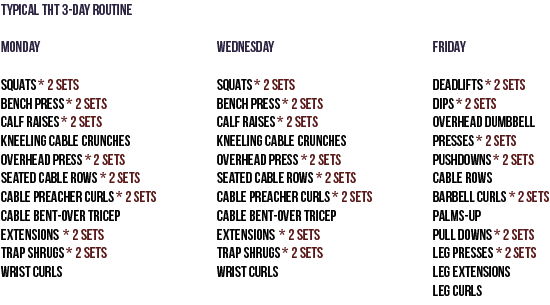 TYPICAL THT 3-DAY ROUTINE
MONDAY
SQUATS * 2 SETS
BENCH PRESS * 2 SETS
CALF RAISES * 2 SETS
KNEELING CABLE CRUNCHES
OVERHEAD PRESS * 2 SETS
SEATED CABLE ROWS * 2 SETS
CABLE PREACHER CURLS * 2 SETS
CABLE BENT-OVER TRICEP
EXTENSIONS * 2 SETS
TRAP SHRUGS * 2 SETS
WRIST CURLS
WEDNESDAY
SQUATS * 2 SETS
BENCH PRESS * 2 SETS
CALF RAISES * 2 SETS
KNEELING CABLE CRUNCHES
OVERHEAD PRESS * 2 SETS
SEATED CABLE ROWS * 2 SETS
CABLE PREACHER CURLS * 2 SETS
CABLE BENT-OVER TRICEP
EXTENSIONS * 2 SETS
TRAP SHRUGS * 2 SETS
WRIST CURLS
FRIDAY
DEADLIFTS * 2 SETS
DIPS * 2 SETS
OVERHEAD DUMBBELL
PRESSES * 2 SETS
PUSHDOWNS * 2 SETS
CABLE ROWS
BARBELL CURLS * 2 SETS
PALMS-UP
PULL DOWNS * 2 SETS
LEG PRESSES * 2 SETS
LEG EXTENSIONS
LEG CURLS